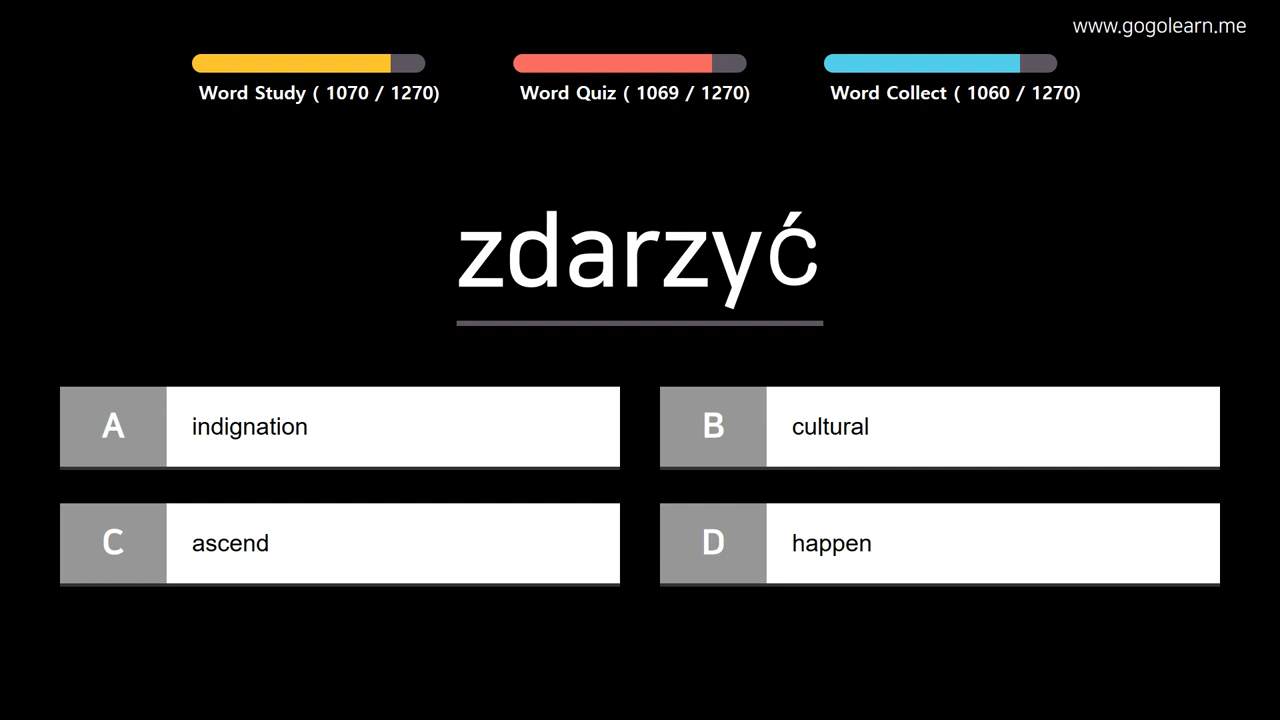 www.gogolearn.me
Word Study ( 1070 / 1270)
Word Quiz ( 1069 / 1270)
Word Collect ( 1060 / 1270)
zdarzyć
A indignation
B cultural
C ascend
D happen